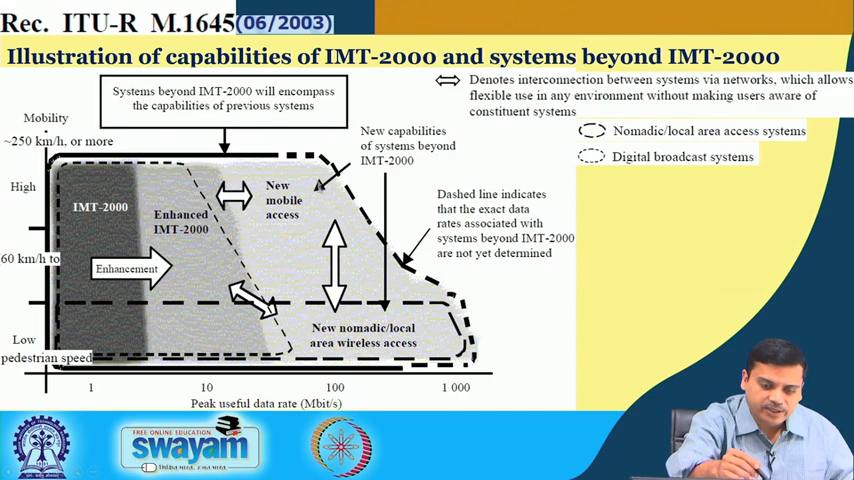 Rec. ITU-R M.1645 (06/2003)
Illustration of capabilities of IMT-2000 and systems beyond IMT-2000
Systems beyond IMT-2000 will encompass
the capabilities of previous systems
Denotes interconnection between systems via networks, which allows
flexible use in any environment without making users aware of
constituent systems
Nomadic/local area access systems
Digital broadcast systems
Mobility
~250 km/h, or more
High
60 km/h to
Low
pedestrian speed
New capabilities
of systems beyond
IMT-2000
IMT-2000
Enhanced
IMT-2000
New
mobile
access
Enhancement
Dashed line indicates
that the exact data
rates associated with
systems beyond IMT-2000
are not yet determined
New nomadic/local
area wireless access
1 10 100 1 000
Peak useful data rate (Mbit/s)
FREE ONLINE EDUCATION
swayam